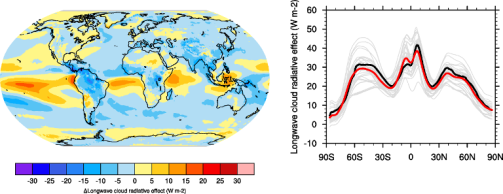 -30 -25 -20 -15 -10 -5 0 5 10 15 20 25 30
ΔLongwave cloud radiative effect (W m-2)
Longwave cloud radiative effect (W m-2)
60
50
40
30
20
10
0
-10
90S 60S 30S 0 30N 60N 90N